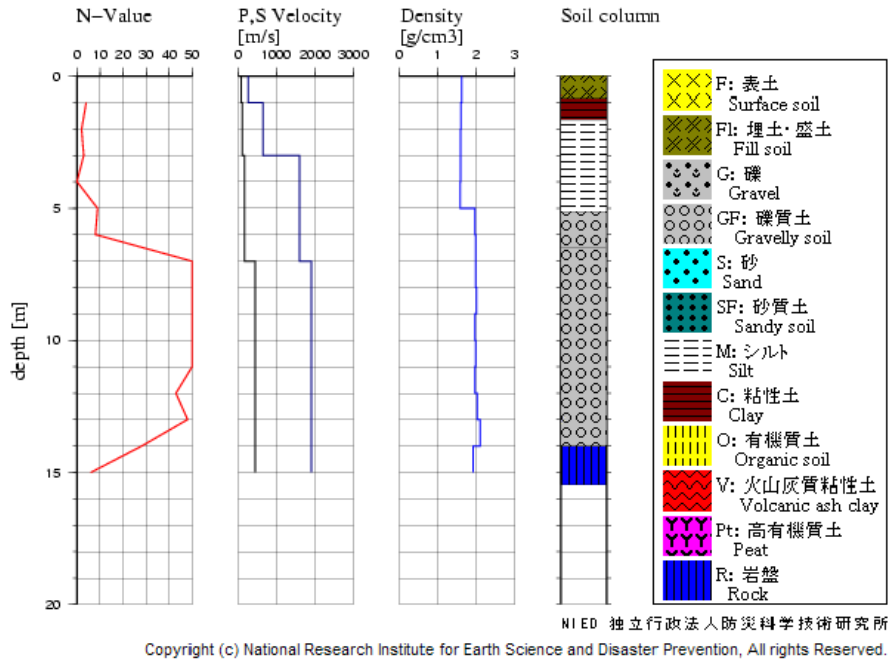 N-Value
P,S Velocity
[m/s]
Density
[g/cm3]
Soil column
0 10 20 30 40 50
0 1000 2000 3000
0 1 2 3
0
5
10
15
20
depth [m]
F: 表土
Surface soil
Fl: 埋土・盛土
Fill soil
G: 礫
Gravel
GF: 礫質土
Gravelly soil
S: 砂
Sand
SF: 砂質土
Sandy soil
M: シルト
Silt
C: 粘性土
Clay
O: 有機質土
Organic soil
V: 火山灰質粘性土
Volcanic ash clay
Pt: 高有機質土
Peat
R: 岩盤
Rock
NIED 独立行政法人防災科学技術研究所
Copyright (c) National Research Institute for Earth Science and Disaster Prevention, All rights Reserved.